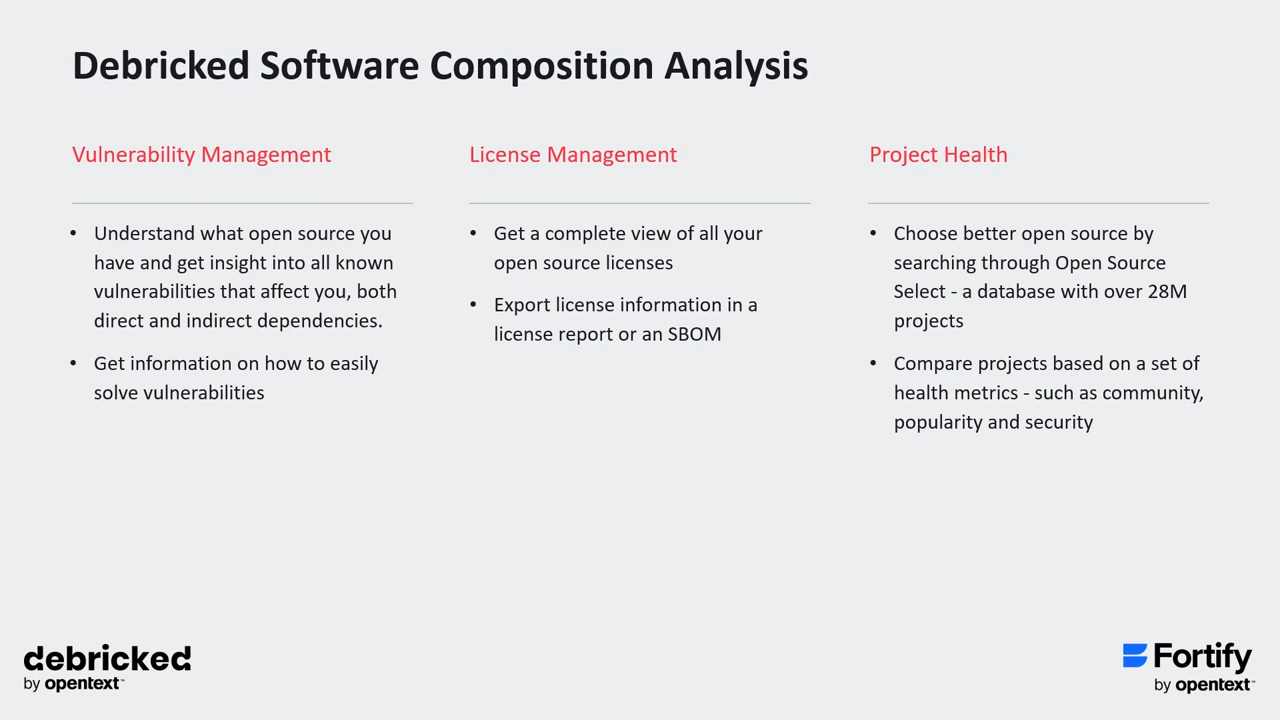 Debricked Software Composition Analysis
Vulnerability Management
• Understand what open source you
have and get insight into all known
vulnerabilities that affect you, both
direct and indirect dependencies.
• Get information on how to easily
solve vulnerabilities
License Management
• Get a complete view of all your
open source licenses
• Export license information in a
license report or an SBOM
Project Health
• Choose better open source by
searching through Open Source
Select - a database with over 28M
projects
• Compare projects based on a set of
health metrics - such as community,
popularity and security
debricked
by opentext™
Fortify
by opentext™